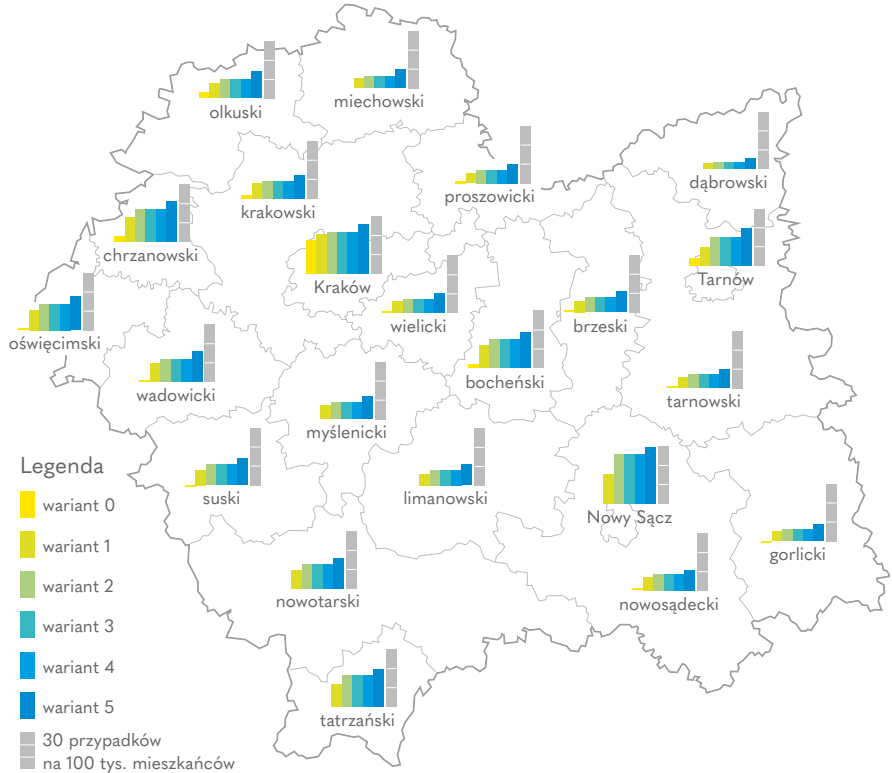 olkuski
miechowski
krakowski
proszowicki
dąbrowski
chrzanowski
Kraków
Tarnów
oświęcimski
wielicki
brzeski
wadowicki
bocheński
tarnowski
myślenicki
suski
limanowski
Nowy Sącz
gorlicki
nowotarski
nowosądecki
tatrzański
Legenda
wariant 0
wariant 1
wariant 2
wariant 3
wariant 4
wariant 5
30 przypadków
na 100 tys. mieszkańców